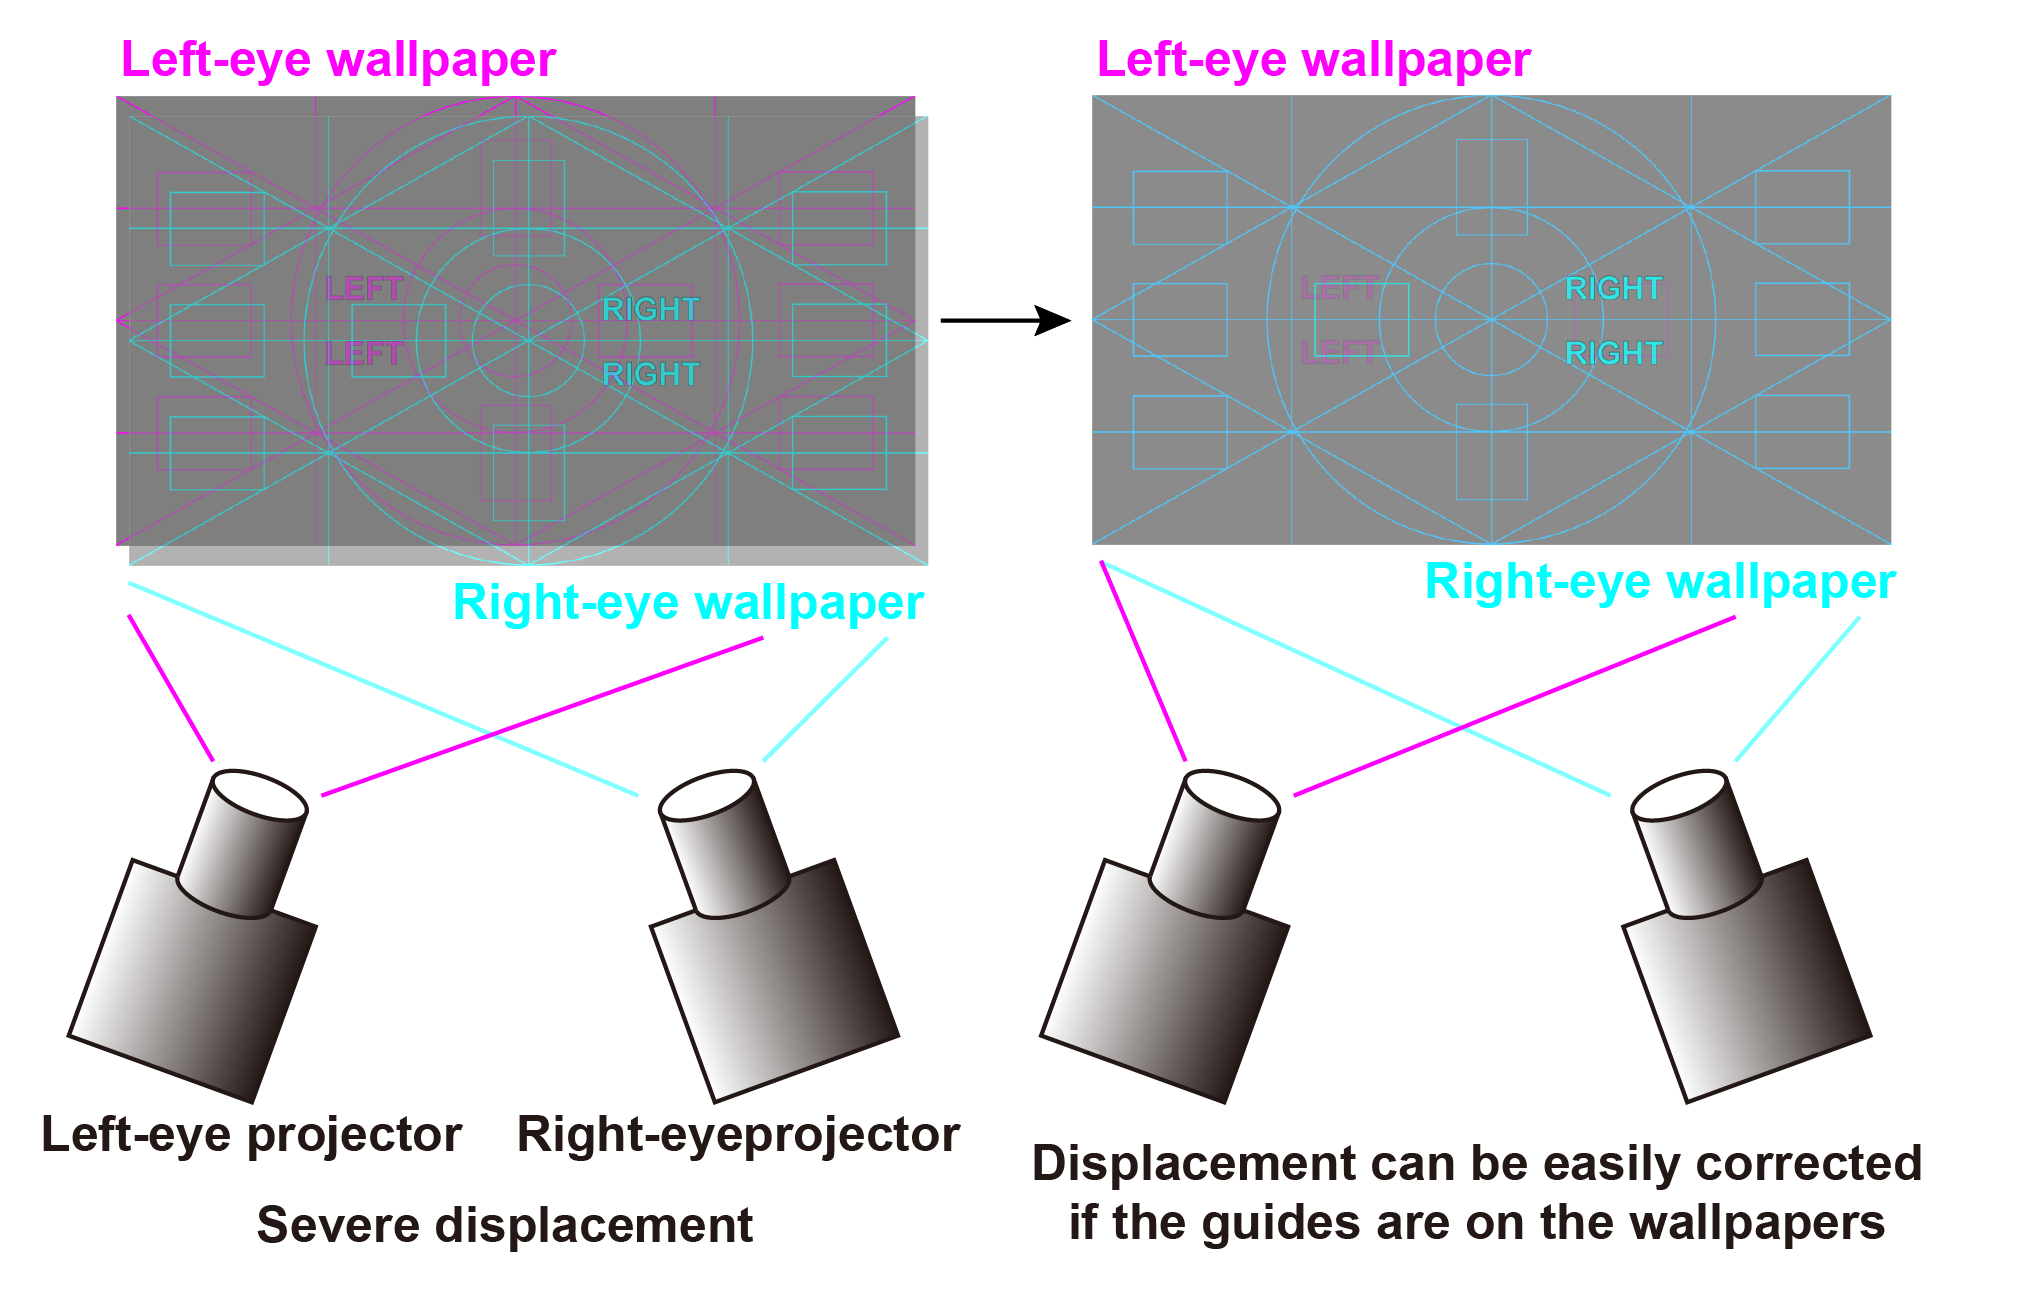 Left-eye wallpaper
LEFT
RIGHT
LEFT
RIGHT
Right-eye wallpaper
Left-eye projector
Right-eyeprojector
Severe displacement
Left-eye wallpaper
LEFT
RIGHT
LEFT
RIGHT
Right-eye wallpaper
Displacement can be easily corrected
if the guides are on the wallpapers